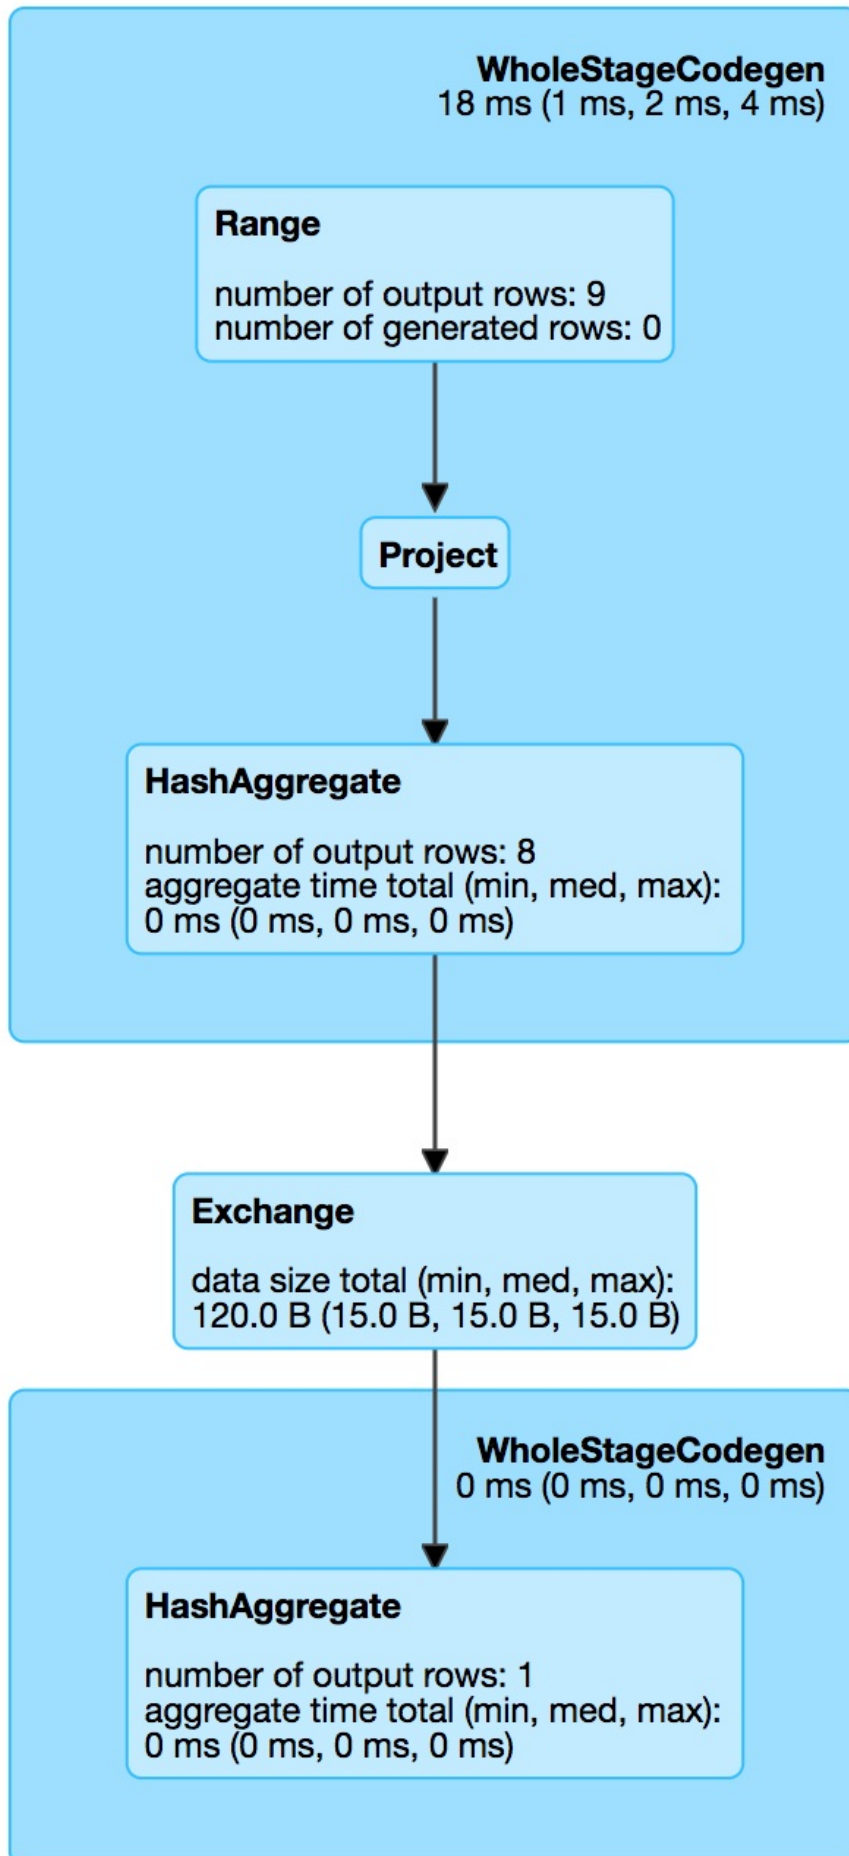 WholeStageCodegen
18 ms (1 ms, 2 ms, 4 ms)
Range
number of output rows: 9
number of generated rows: 0
Project
HashAggregate
number of output rows: 8
aggregate time total (min, med, max):
0 ms (0 ms, 0 ms, 0 ms)
Exchange
data size total (min, med, max):
120.0 B (15.0 B, 15.0 B, 15.0 B)
WholeStageCodegen
0 ms (0 ms, 0 ms, 0 ms)
HashAggregate
number of output rows: 1
aggregate time total (min, med, max):
0 ms (0 ms, 0 ms, 0 ms)